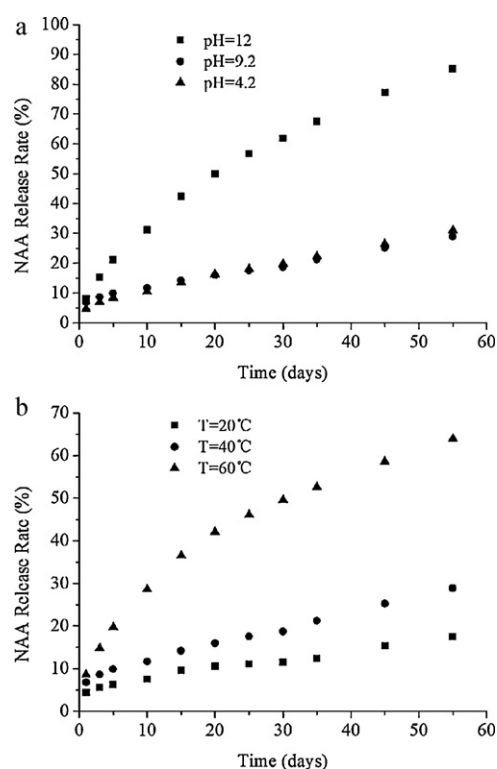 a
100
90
80
70
60
50
40
30
20
10
0
NAA Release Rate (%)
pH=12
pH=9.2
pH=4.2
0 10 20 30 40 50 60
Time (days)
b
70
60
50
40
30
20
10
0
NAA Release Rate (%)
T=20℃
T=40℃
T=60℃
0 10 20 30 40 50 60
Time (days)